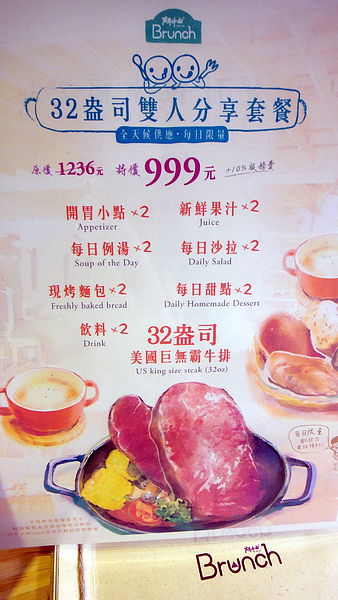 Brunch
32盎司雙人分享套餐
全天候供應·每日限量
原價1236元 特價999元 +10%服務費
開胃小點×2 新鮮果汁×2
Appetizer Juice
每日例湯×2 每日沙拉×2
Soup of the Day Daily Salad
現烤麵包×2 每日甜點×2
Freshly baked bread Daily Homemade Dessert
飲料×2 32盎司
Drink 美國巨無霸牛排
US king size steak (32oz)
每日限量
Brunch